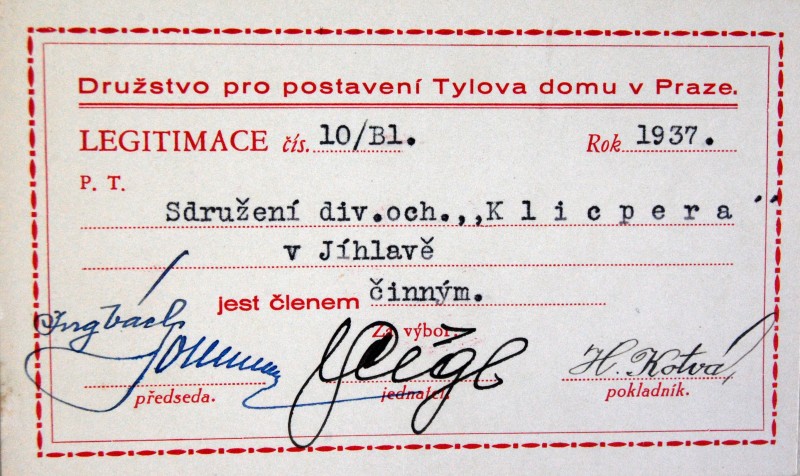 Družstvo pro postavení Tylova domu v Praze.
LEGITIMACE čís. 10/Bl. Rok 1937.
P. T.
Sdružení div.och.,,K l i c p e r a ´´
v Jíhlavě
jest členem činným.
Za výbor:
H. Kotva
předseda. jednatel. pokladník.